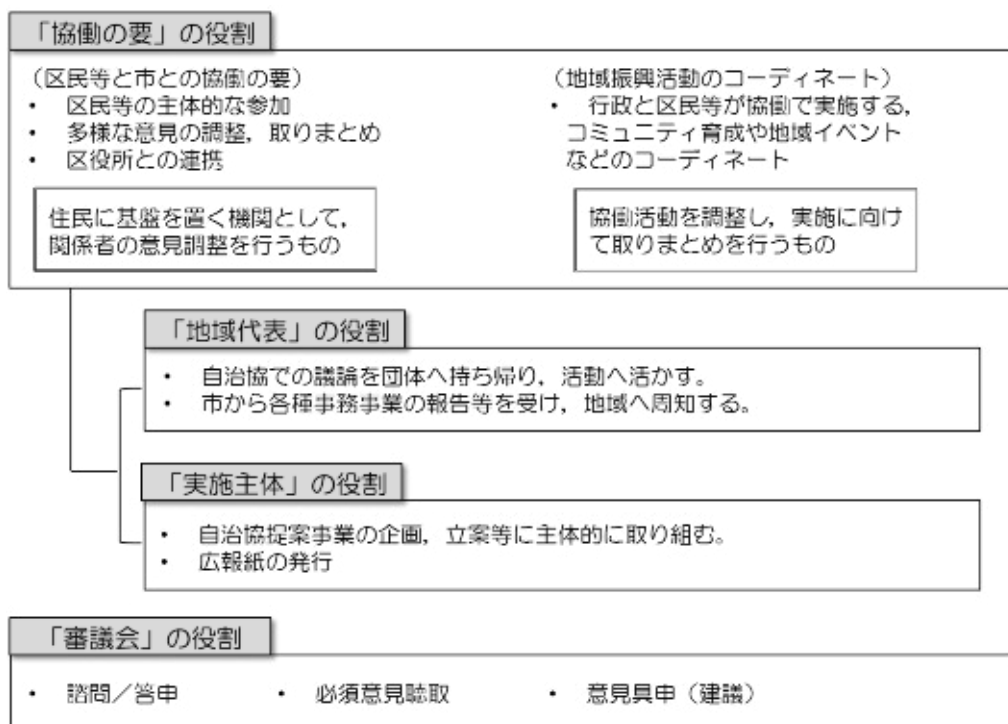 「協働の要」の役割
（区民等と市との協働の要）
・ 区民等の主体的な参加
・ 多様な意見の調整，取りまとめ
・ 区役所との連携
住民に基盤を置く機関として，
関係者の意見調整を行うもの
（地域振興活動のコーディネート）
・ 行政と区民等が協働で実施する，
コミュニティ育成や地域イベント
などのコーディネート
協働活動を調整し，実施に向け
て取りまとめを行うもの
「地域代表」の役割
・ 自治協での議論を団体へ持ち帰り，活動へ活かす。
・ 市から各種事務事業の報告等を受け，地域へ周知する。
「実施主体」の役割
・ 自治協提案事業の企画，立案等に主体的に取り組む。
・ 広報紙の発行
「審議会」の役割
・ 諮問／答申 ・ 必須意見聴取 ・ 意見具申（建議）